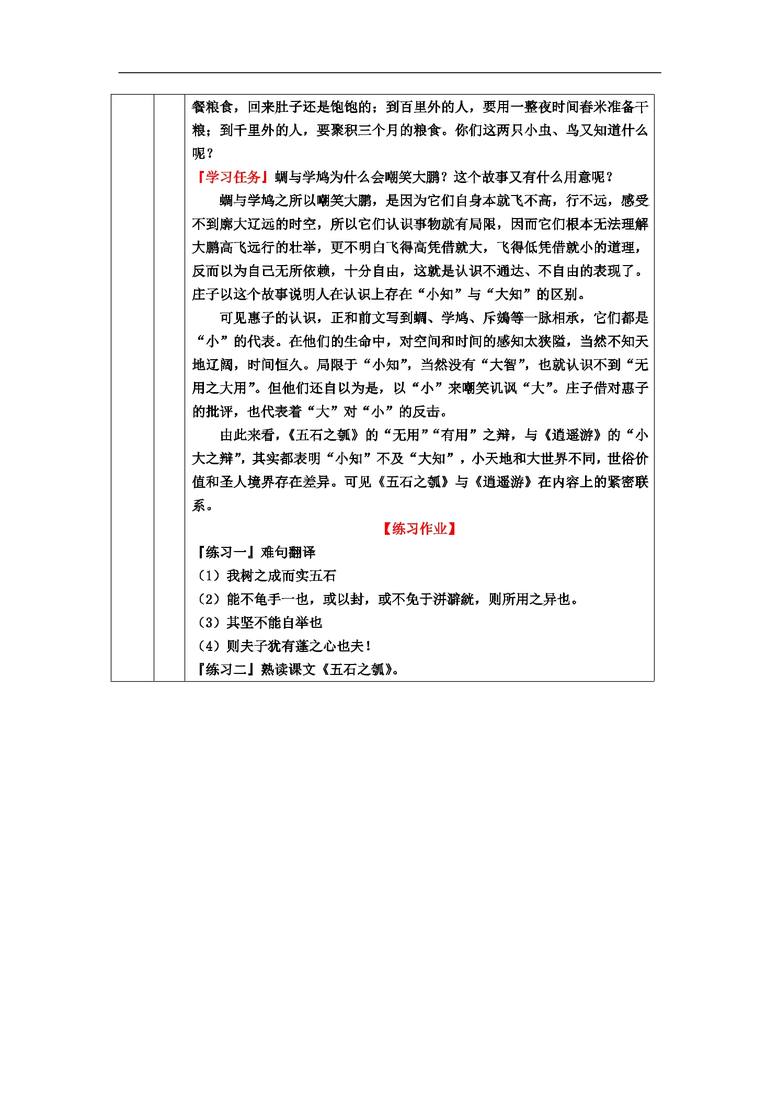 餐粮食，回来肚子还是饱饱的；到百里外的人，要用一整夜时间舂米准备干
粮；到千里外的人，要聚积三个月的粮食。你们这两只小虫、鸟又知道什么
呢？
『学习任务』蜩与学鸠为什么会嘲笑大鹏？这个故事又有什么用意呢？
蜩与学鸠之所以嘲笑大鹏，是因为它们自身本就飞不高，行不远，感受
不到廓大辽远的时空，所以它们认识事物就有局限，因而它们根本无法理解
大鹏高飞远行的壮举，更不明白飞得高凭借就大，飞得低凭借就小的道理，
反而以为自己无所依赖，十分自由，这就是认识不通达、不自由的表现了。
庄子以这个故事说明人在认识上存在“小知”与“大知”的区别。
可见惠子的认识，正和前文写到蜩、学鸠、斥鴳等一脉相承，它们都是
“小”的代表。在他们的生命中，对空间和时间的感知太狭隘，当然不知天
地辽阔，时间恒久。局限于“小知”，当然没有“大智”，也就认识不到“无
用之大用”。但他们还自以为是，以“小”来嘲笑讥讽“大”。庄子借对惠子
的批评，也代表着“大”对“小”的反击。
由此来看，《五石之瓠》的“无用”“有用”之辩，与《逍遥游》的“小
大之辩”，其实都表明“小知”不及“大知”，小天地和大世界不同，世俗价
值和圣人境界存在差异。可见《五石之瓠》与《逍遥游》在内容上的紧密联
系。
【练习作业】
『练习一』难句翻译
（1）我树之成而实五石
（2）能不龟手一也，或以封，或不免于洴澼絖，则所用之异也。
（3）其坚不能自举也
（4）则夫子犹有蓬之心也夫！
『练习二』熟读课文《五石之瓠》。